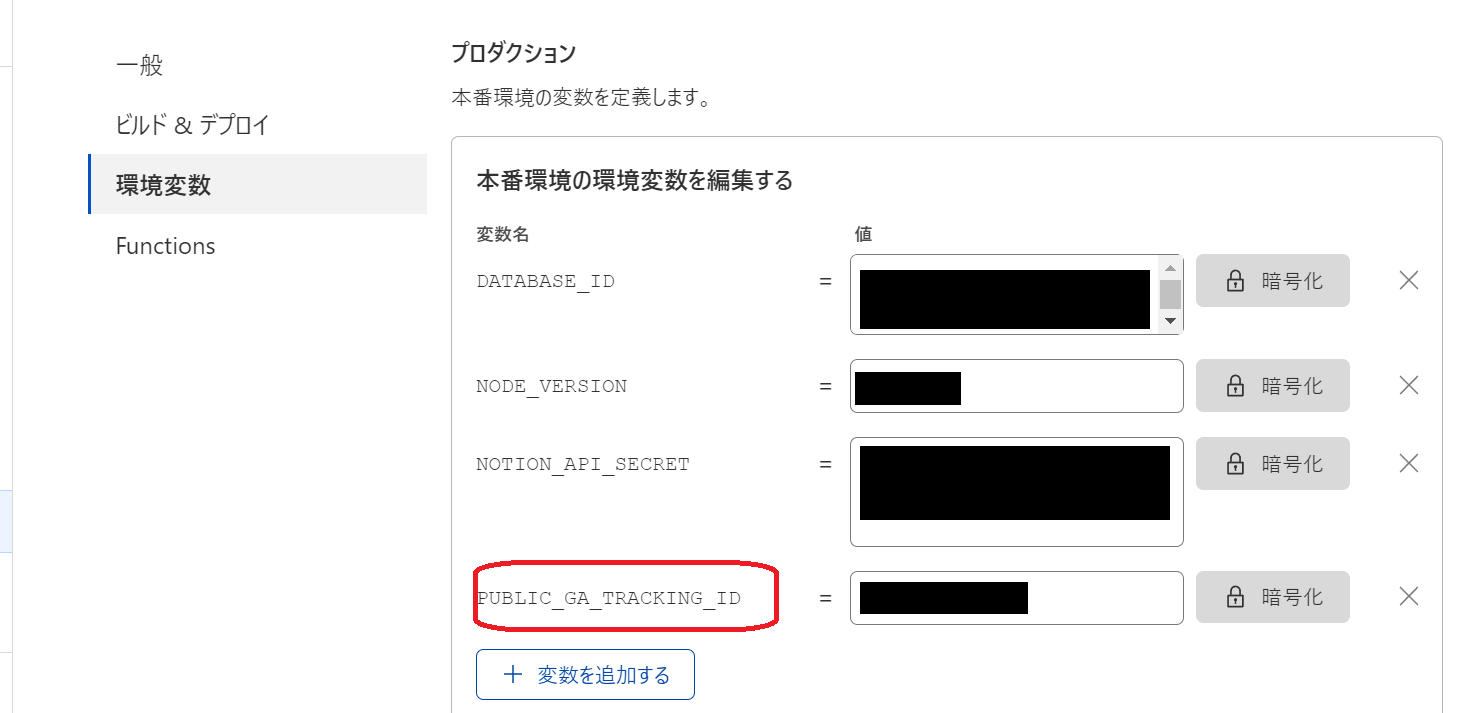 一般
ビルド & デプロイ
環境変数
Functions
プロダクション
本番環境の変数を定義します。
本番環境の環境変数を編集する
変数名 値
DATABASE_ID = 暗号化
NODE_VERSION = 暗号化
NOTION_API_SECRET = 暗号化
PUBLIC_GA_TRACKING_ID = 暗号化
+ 変数を追加する